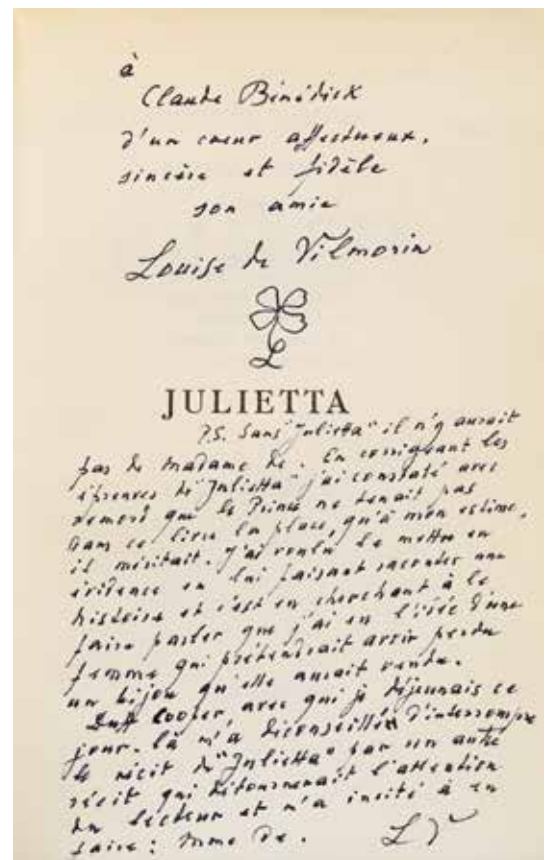 à
Claude Bénédick
d'un cœur affectueux,
sincère et fidèle
son amie
Louise de Vilmorin
L
JULIETTA
P.S. Sans "Julietta" il n'y aurait
pas de Madame de. En corrigeant les
épreuves de "Julietta" j'ai constaté avec
remord que le Prince ne tenait pas
dans ce livre la place, qu'à mon estime,
il méritait. J'ai voulu le mettre en
évidence en lui faisant raconter une
histoire et c'est en cherchant à le
faire parler que j'ai eu l'idée d'une
femme qui prétendrait avoir perdu
un bijou qu'elle aurait vendu.
Duff Cooper, avec qui je déjeunais ce
jour-là m'a déconseillé d'interrompre
le récit de "Julietta" par un autre
récit qui détournerait l'attention
du lecteur et m'a incité à en
faire : Mme de. L V